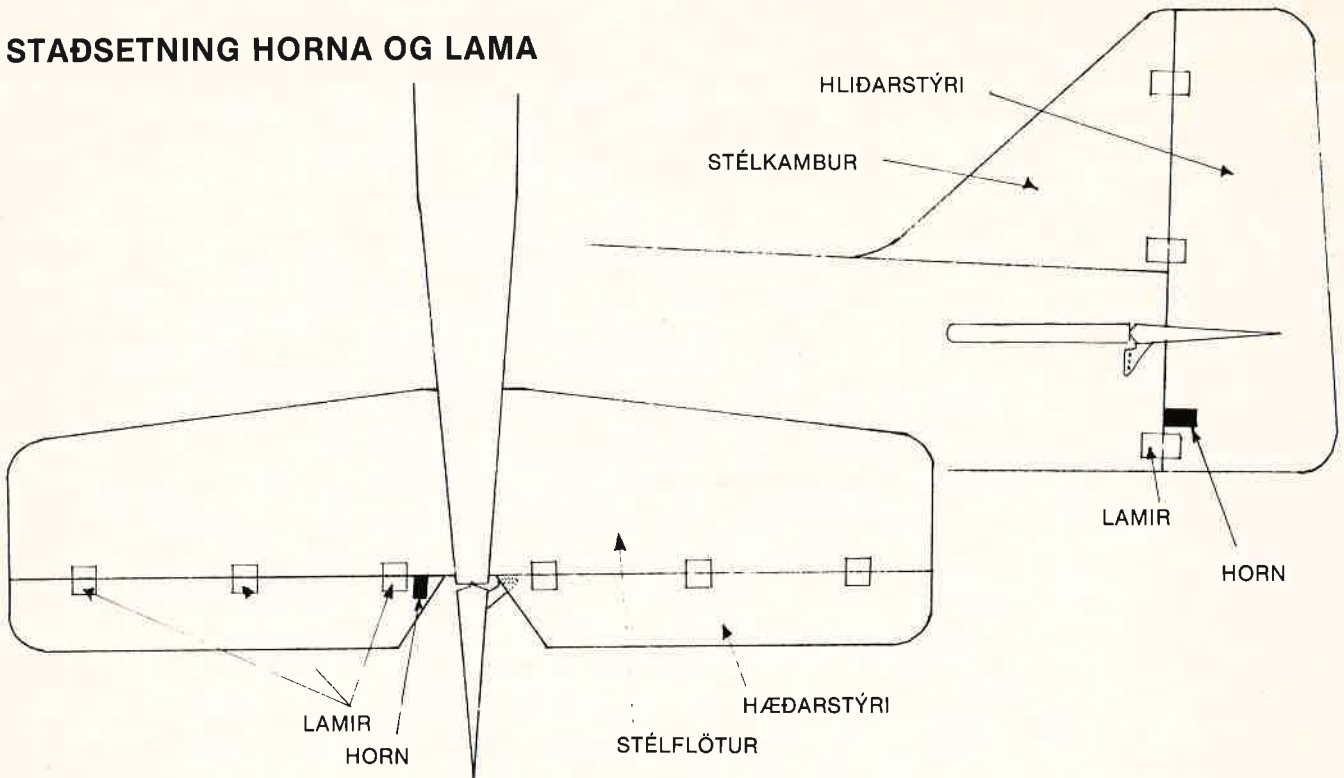 STAÐSETNING HORNA OG LAMA
HLIÐARSTÝRI
STÉLKAMBUR
LAMIR
HORN
LAMIR
HORN
HÆÐARSTÝRI
STÉLFLÖTUR